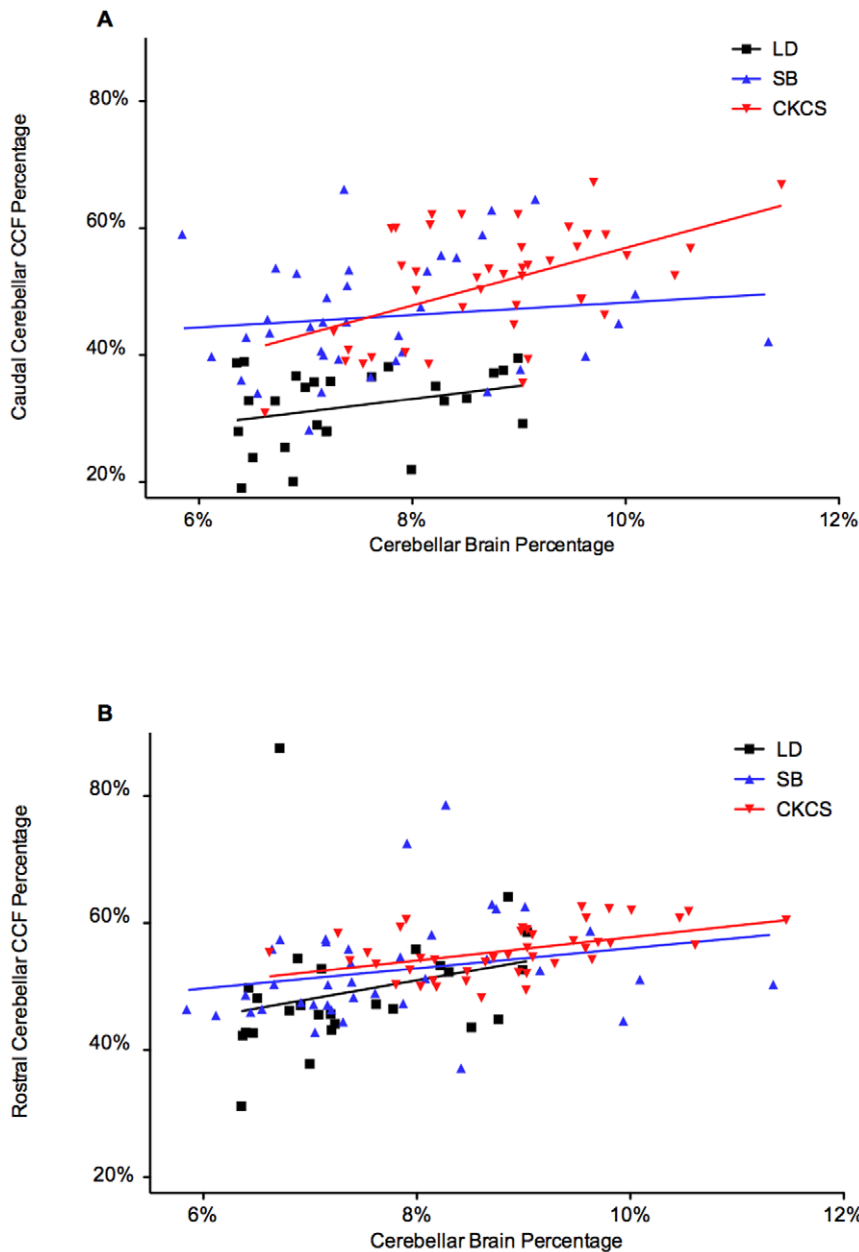 A
LD
SB
CKCS
80%
60%
40%
20%
Caudal Cerebellar CCF Percentage
6%
8%
10%
12%
Cerebellar Brain Percentage
B
LD
SB
CKCS
80%
60%
40%
20%
Rostral Cerebellar CCF Percentage
6%
8%
10%
12%
Cerebellar Brain Percentage